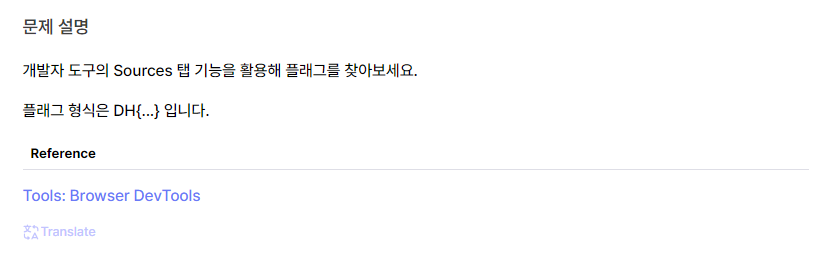 문제 설명
개발자 도구의 Sources 탭 기능을 활용해 플래그를 찾아보세요.
플래그 형식은 DH{...} 입니다.
Reference
Tools: Browser DevTools
Translate